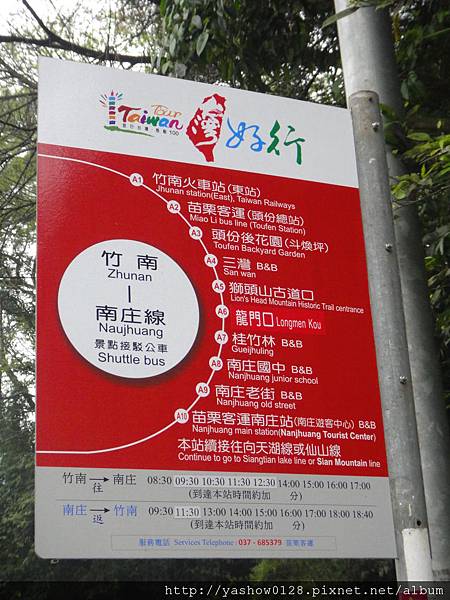 Tour
Taiwan
100
台灣好行
A1 竹南火車站(東站)
Jhunan station(East), Taiwan Railways
A2 苗栗客運(頭份總站)
Miao Li bus line (Toufen Station)
A3 頭份後花園(斗煥坪)
Toufen Backyard Garden
A4 三灣 B&B
San wan
A5 獅頭山古道口
Lion's Head Mountain Historic Trail centrance
A6 龍門口 Longmen Kou
A7 桂竹林 B&B
Gueijhuling
A8 南庄國中 B&B
Nanjhuang junior school
A9 南庄老街 B&B
Nanjhuang old street
A10 苗栗客運南庄站(南庄遊客中心) B&B
Nanjhuang main station(Nanjhuang Tourist Center)
本站續接往向天湖線或仙山線
Continue to go to Siangtian lake line or Sian Mountain line
竹南
Zhunan
南庄線
Naujhuang
景點接駁公車
Shuttle bus
竹南 往 南庄 08:30 09:30 10:30 11:30 12:30 14:00 15:00 16:00 17:00
(到達本站時間約加 分)
南庄 返 竹南 09:30 11:30 13:00 14:00 15:00 16:00 17:00 18:00 18:40
(到達本站時間約加 分)
服務電話 Services Telephone : 037 - 685379 苗栗客運
http://yashow0128.pixnet.net/album